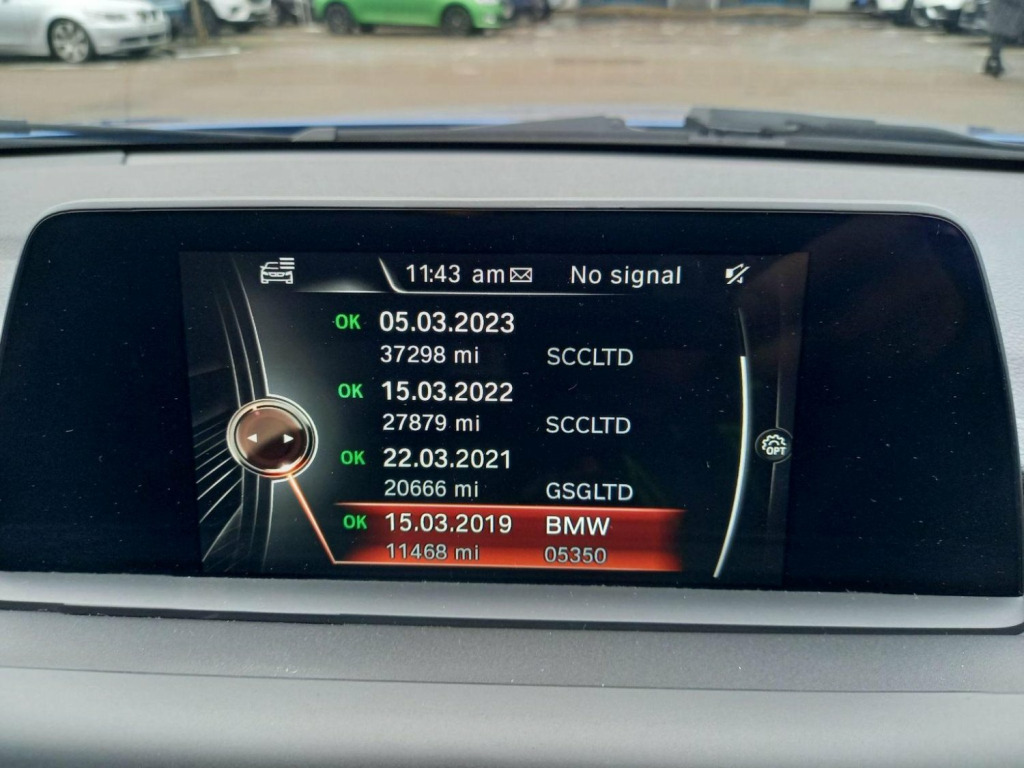 11:43 am No signal
OK 05.03.2023
37298 mi SCCLTD
OK 15.03.2022
27879 mi SCCLTD
OK 22.03.2021
20666 mi GSGLTD
OK 15.03.2019 BMW
11468 mi 05350
OPT